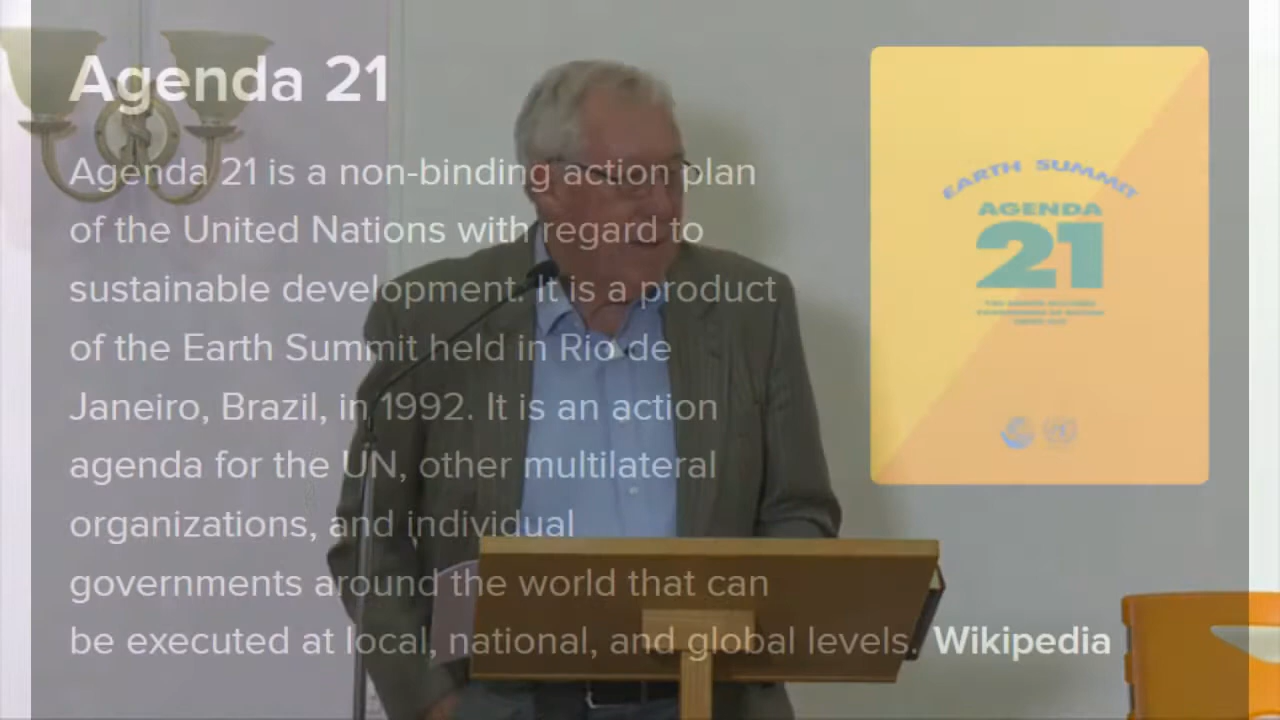 Agenda 21
Agenda 21 is a non-binding action plan
of the United Nations with regard to
sustainable development. It is a product
of the Earth Summit held in Rio de
Janeiro, Brazil, in 1992. It is an action
agenda for the UN, other multilateral
organizations, and individual
governments around the world that can
be executed at local, national, and global levels. Wikipedia
EARTH SUMMIT
AGENDA
21